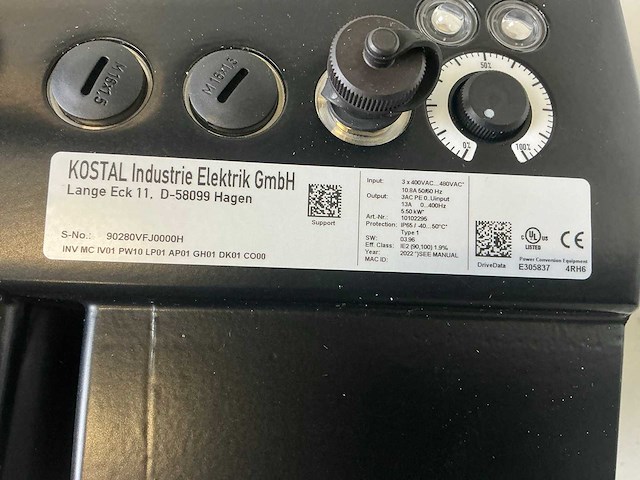 K 16X1,5
M16X1,5
50%
0%
100%
KOSTAL Industrie Elektrik GmbH
Lange Eck 11, D-58099 Hagen
Support
S-No.: 90280VFJ0000H
INV MC IV01 PW10 LP01 AP01 GH01 DK01 CO00
Input: 3 x 400VAC...480VAC*
10.8A 50/60 Hz
Output: 3AC PE 0..Uinput
13A 0...400Hz
5.50 kW*
Art.-Nr.: 10102295
Protection: IP65 / -40...50°C*
Type 1
SW: 03.96
Eff. Class: IE2 (90,100) 1.9%
Year: 2022 *)SEE MANUAL
MAC ID:
DriveData
c UL US
LISTED
CE
Power Conversion Equipment
E305837 4RH6